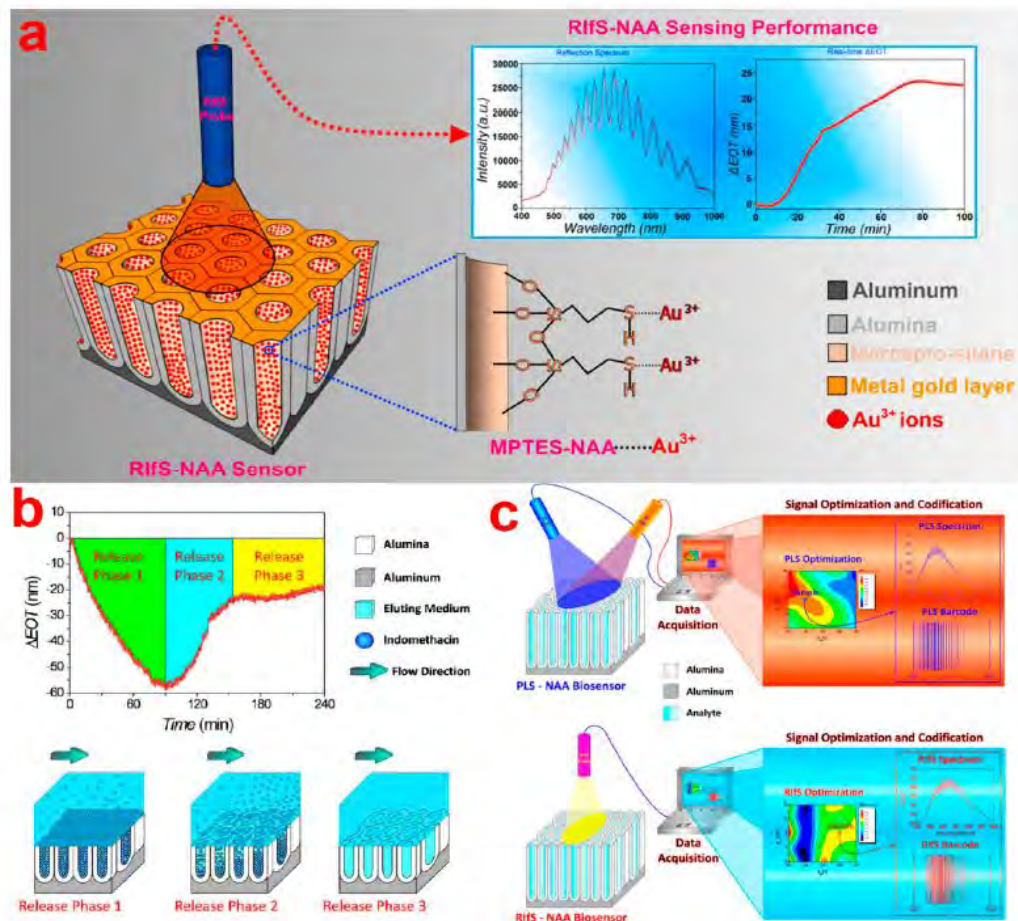 a
RIfS-NAA Sensing Performance
Reflection Spectrum
Real-time ΔEOT
Intensity (a.u.)
30000
25000
20000
15000
10000
5000
0
400 500 600 700 800 900 1000
Wavelength (nm)
ΔEOT (nm)
25
20
15
10
5
0
0 20 40 60 80 100
Time (min)
O
O
Si
S
H
Au³⁺
O
O
Si
S
H
Au³⁺
O
MPTES-NAA Au³⁺
RIfS-NAA Sensor
Aluminum
Alumina
Mercapto-silane
Metal gold layer
Au³⁺ ions
b
ΔEOT (nm)
10
0
-10
-20
-30
-40
-50
-60
0 60 120 180 240
Time (min)
Release Phase 1
Release Phase 2
Release Phase 3
Alumina
Aluminum
Eluting Medium
Indomethacin
Flow Direction
Release Phase 1
Release Phase 2
Release Phase 3
c
PLS - NAA Biosensor
Data
Acquisition
Alumina
Aluminum
Analyte
Signal Optimization and Codification
PLS Optimization
PLS Spectrum
PLS Barcode
RIfS - NAA Biosensor
Data
Acquisition
Signal Optimization and Codification
RIfS Optimization
RIfS Spectrum
RIfS Barcode